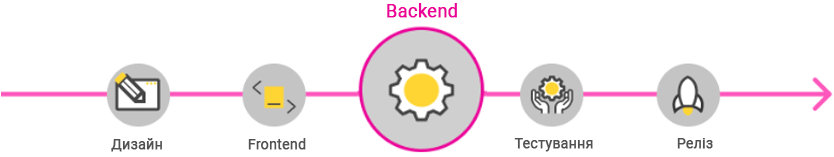 Backend
Дизайн
Frontend
Тестування
Реліз